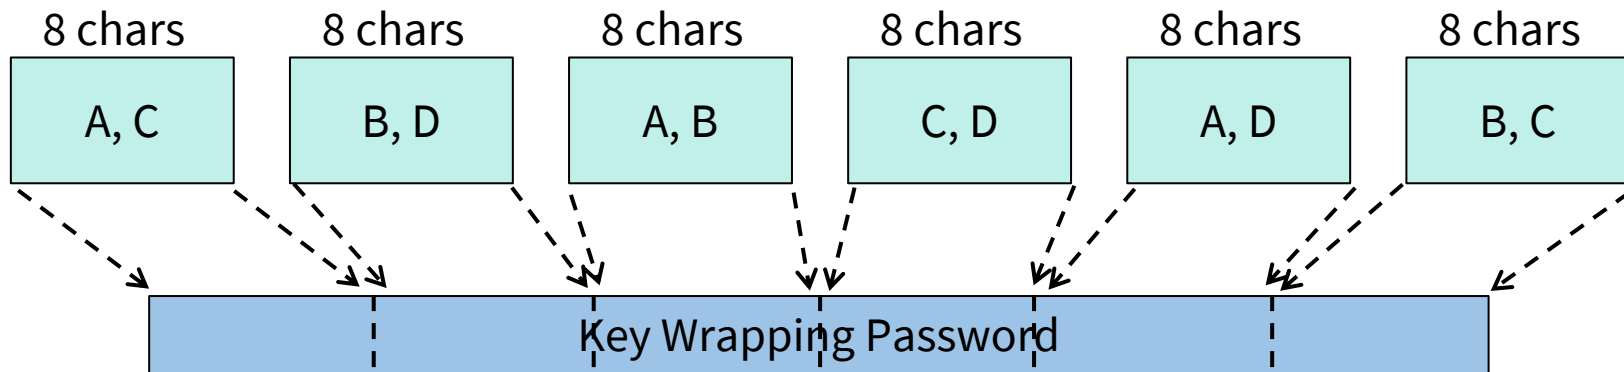 8 chars 8 chars 8 chars 8 chars 8 chars 8 chars
A, C B, D A, B C, D A, D B, C
Key Wrapping Password